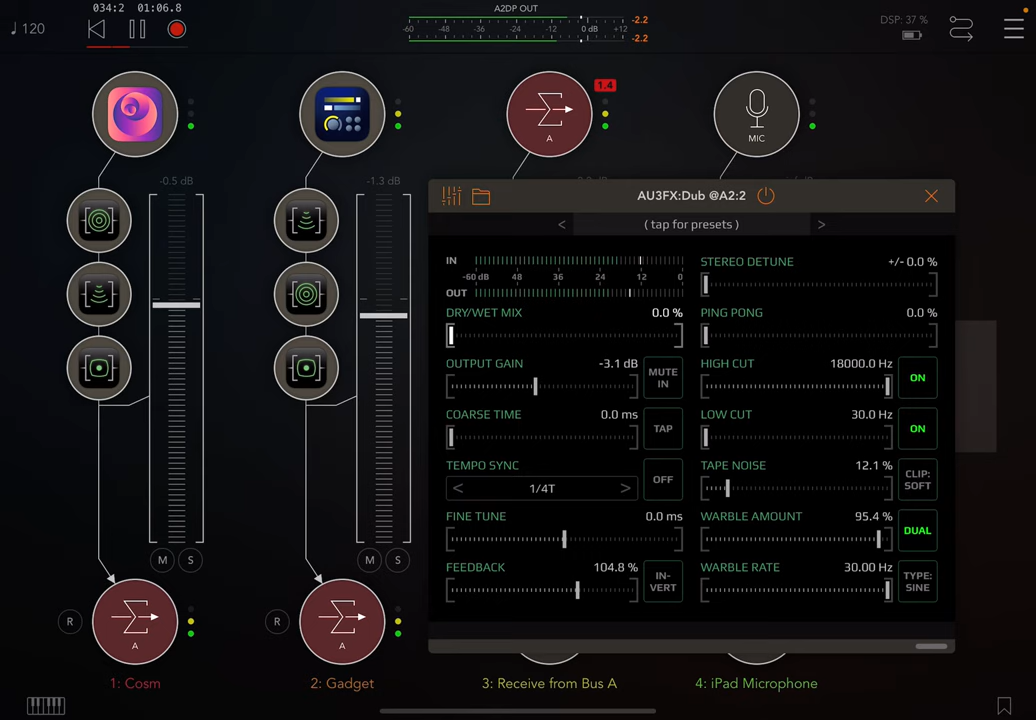 034:2 01:06.8
120
A2DP OUT
-60 -48 -36 -24 -12 0 dB +12
-2.2
-2.2
DSP: 37 %
1.4
A
MIC
-0.5 dB
-1.3 dB
AU3FX:Dub @A2:2
< ( tap for presets ) >
IN
-60 dB 48 36 24 12 0
OUT
DRY/WET MIX 0.0 %
OUTPUT GAIN -3.1 dB
MUTE
IN
COARSE TIME 0.0 ms
TAP
TEMPO SYNC
< 1/4T >
OFF
FINE TUNE 0.0 ms
FEEDBACK 104.8 %
IN-
VERT
STEREO DETUNE +/- 0.0 %
PING PONG 0.0 %
HIGH CUT 18000.0 Hz
ON
LOW CUT 30.0 Hz
ON
TAPE NOISE 12.1 %
CLIP:
SOFT
WARBLE AMOUNT 95.4 %
DUAL
WARBLE RATE 30.00 Hz
TYPE:
SINE
M S
M S
R
A
R
A
1: Cosm
2: Gadget
3: Receive from Bus A
4: iPad Microphone